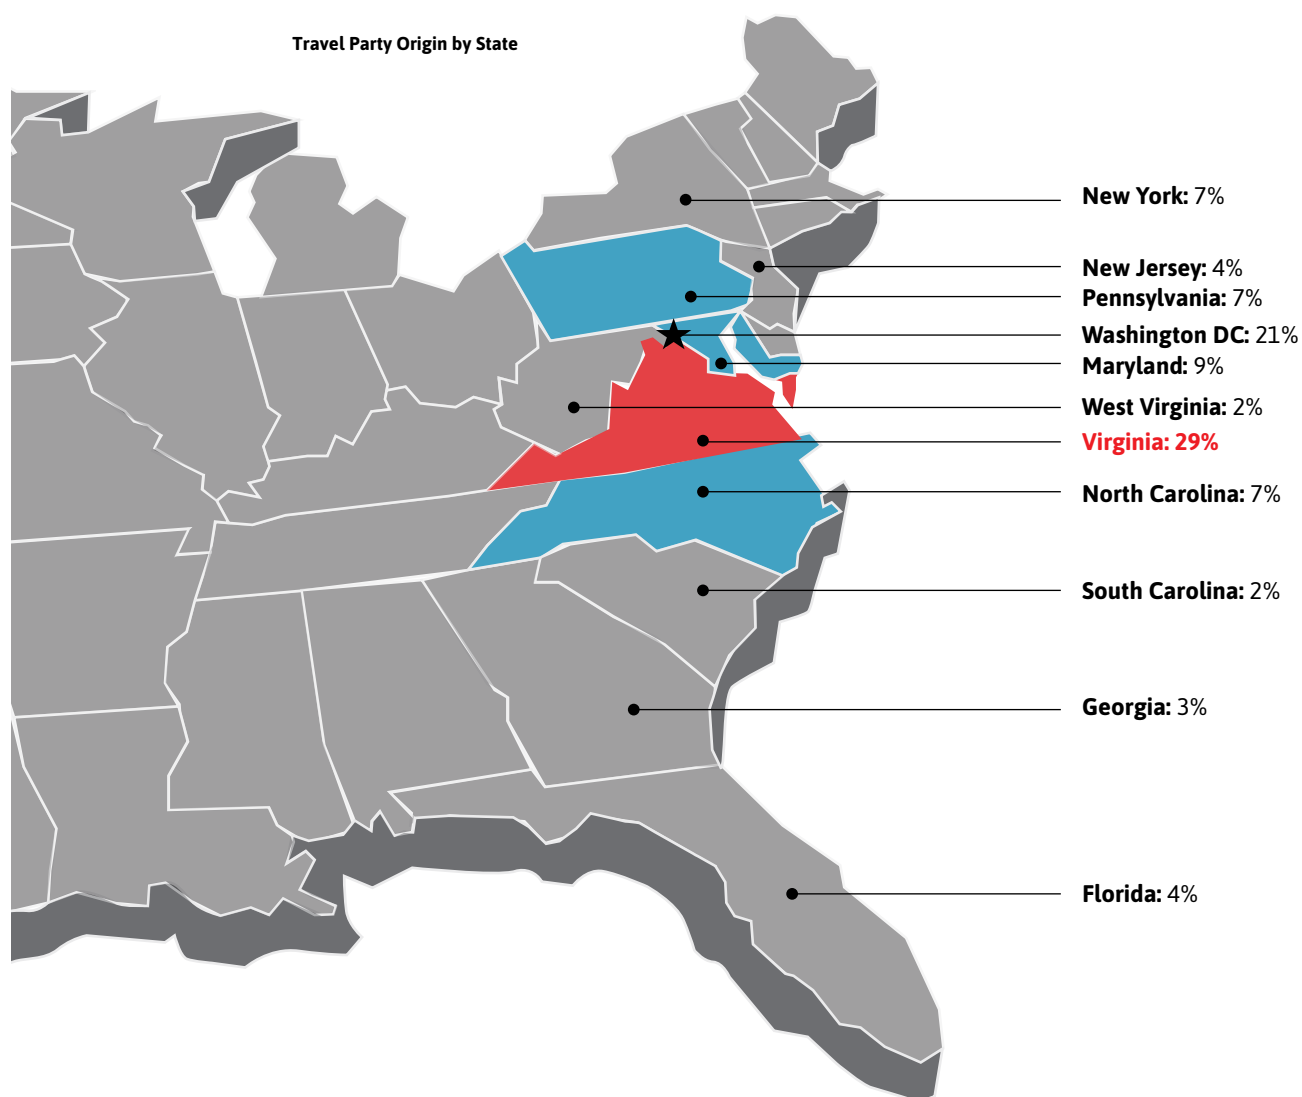 Travel Party Origin by State
New York: 7%
New Jersey: 4%
Pennsylvania: 7%
Washington DC: 21%
Maryland: 9%
West Virginia: 2%
Virginia: 29%
North Carolina: 7%
South Carolina: 2%
Georgia: 3%
Florida: 4%